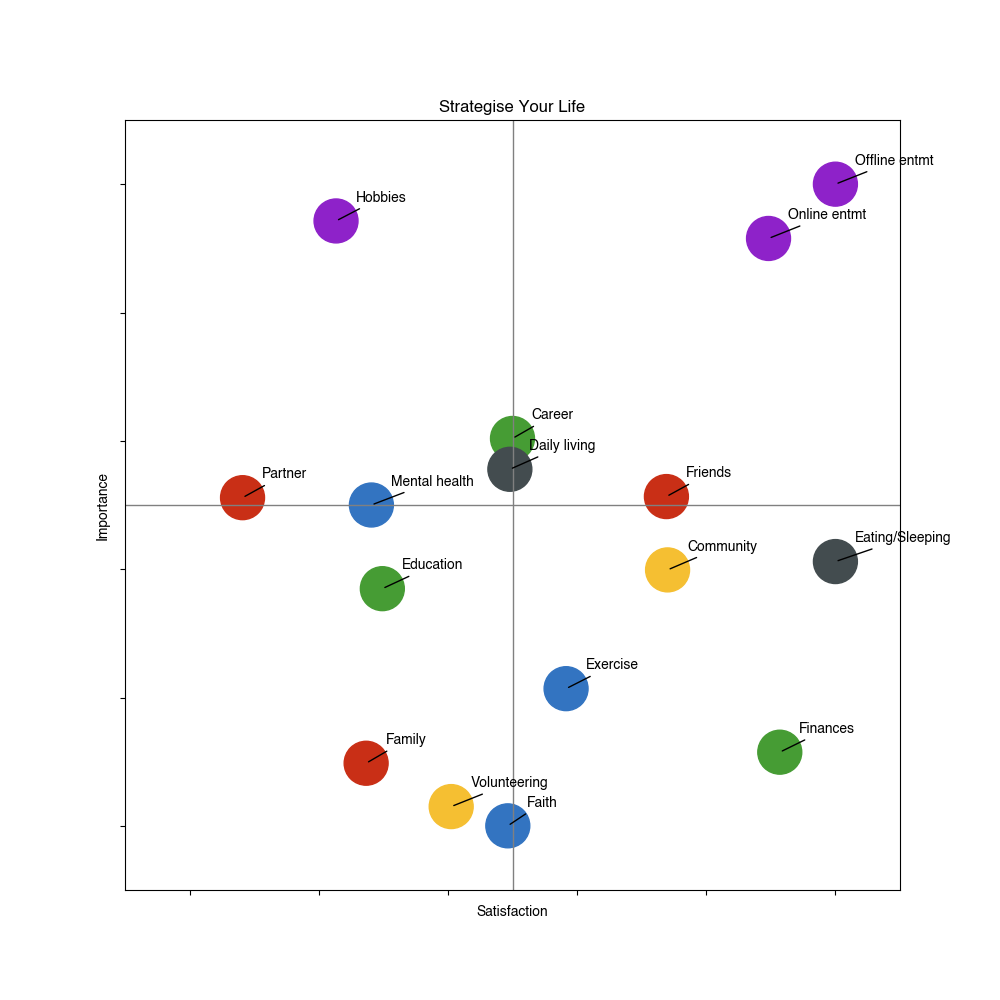 Strategise Your Life
Offline entmt
Hobbies
Online entmt
Career
Daily living
Partner
Mental health
Friends
Importance
Eating/Sleeping
Community
Education
Exercise
Finances
Family
Volunteering
Faith
Satisfaction